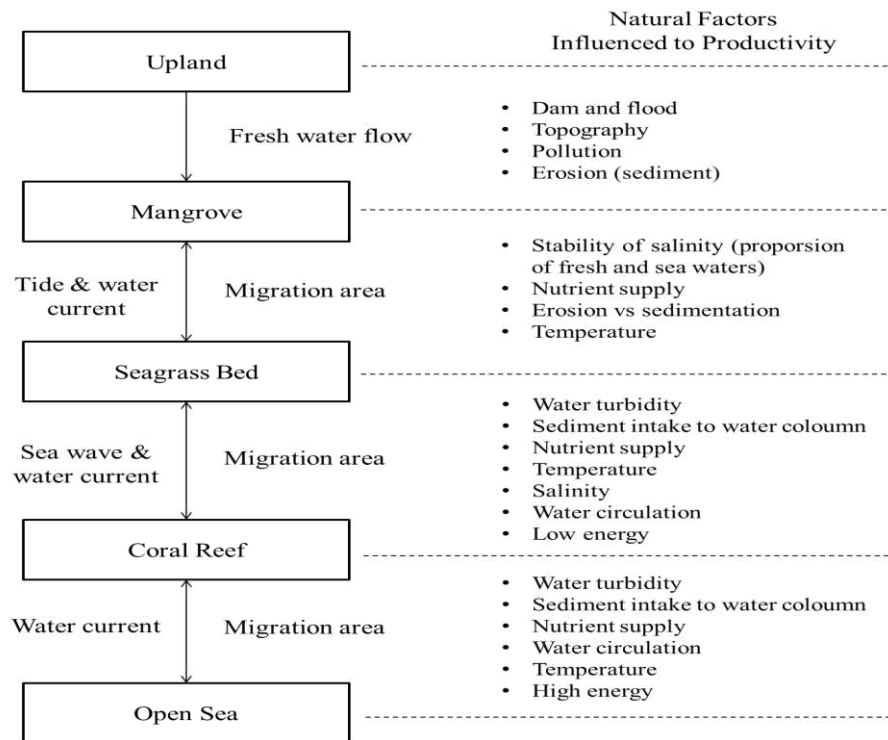 Natural Factors
Influenced to Productivity
Upland
Fresh water flow
• Dam and flood
• Topography
• Pollution
• Erosion (sediment)
Mangrove
Tide & water
current
Migration area
• Stability of salinity (proporsion
of fresh and sea waters)
• Nutrient supply
• Erosion vs sedimentation
• Temperature
Seagrass Bed
Sea wave &
water current
Migration area
• Water turbidity
• Sediment intake to water coloumn
• Nutrient supply
• Temperature
• Salinity
• Water circulation
• Low energy
Coral Reef
Water current
Migration area
• Water turbidity
• Sediment intake to water coloumn
• Nutrient supply
• Water circulation
• Temperature
• High energy
Open Sea